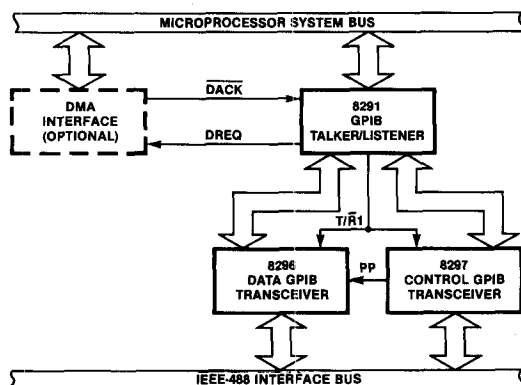 MICROPROCESSOR SYSTEM BUS
DMA
INTERFACE
(OPTIONAL)
DACK
DREQ
8291
GPIB
TALKER/LISTENER
T/R1
8296
DATA GPIB
TRANSCEIVER
PP
8297
CONTROL GPIB
TRANSCEIVER
IEEE-488 INTERFACE BUS